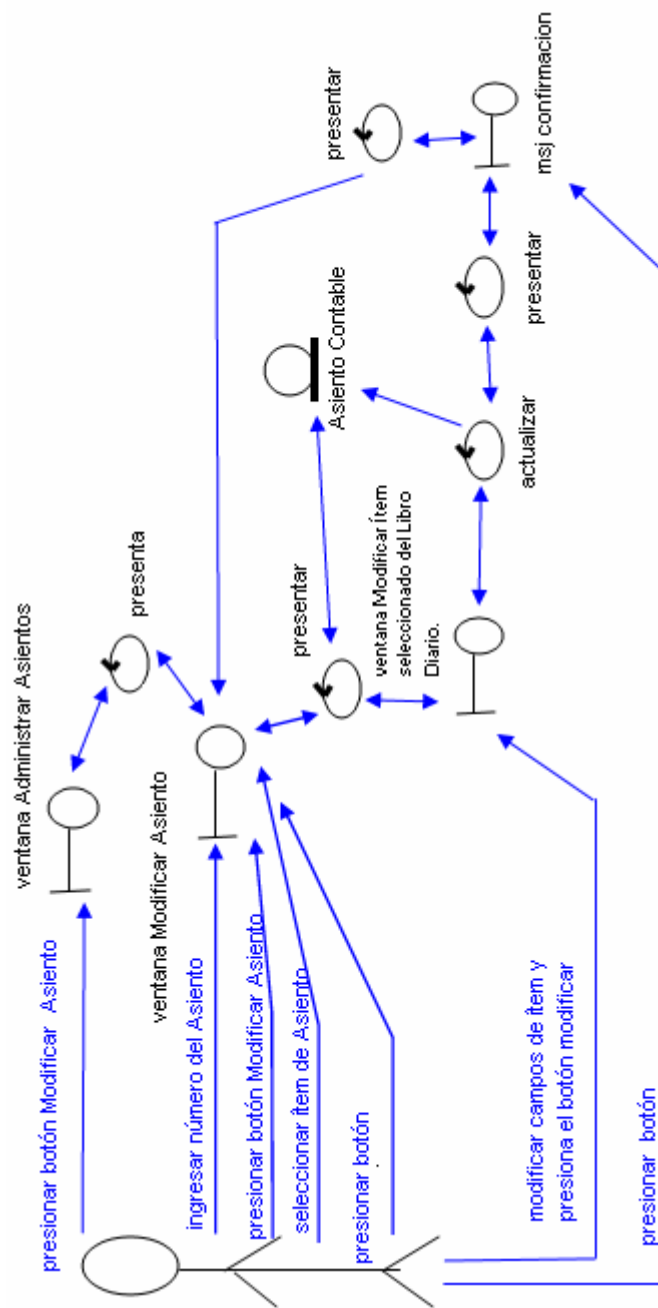 presionar botón Modificar Asiento
ventana Administrar Asientos
presenta
ventana Modificar Asiento
ingresar número del Asiento
presionar botón Modificar Asiento
seleccionar ítem de Asiento
presionar botón
presentar
Asiento Contable
presentar
ventana Modificar Ítem
seleccionado del Libro
Diario.
actualizar
presentar
msj confirmacion
modificar campos de ítem y
presiona el botón modificar
presionar botón